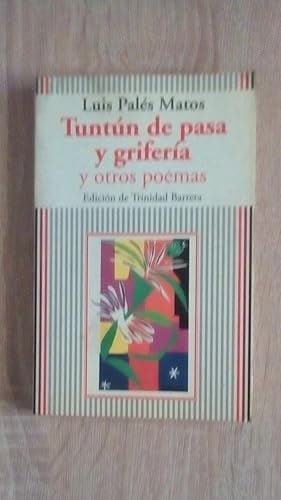 Luis Palés Matos
Tuntún de pasa
y grifería
y otros poemas
Edición de Trinidad Barrera